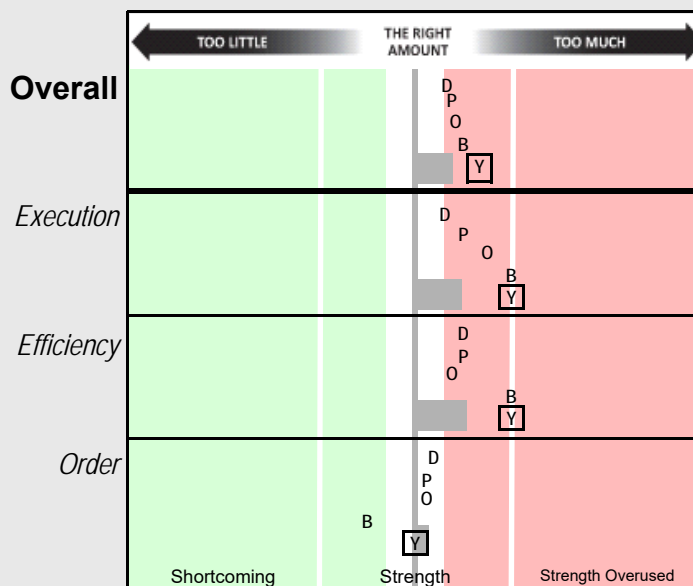 TOO LITTLE THE RIGHT AMOUNT TOO MUCH
Overall
D
P
O
B
Y
Execution
D
P
O
B
Y
Efficiency
D
P
O
B
Y
Order
D
P
O
B
Y
Shortcoming Strength Strength Overused